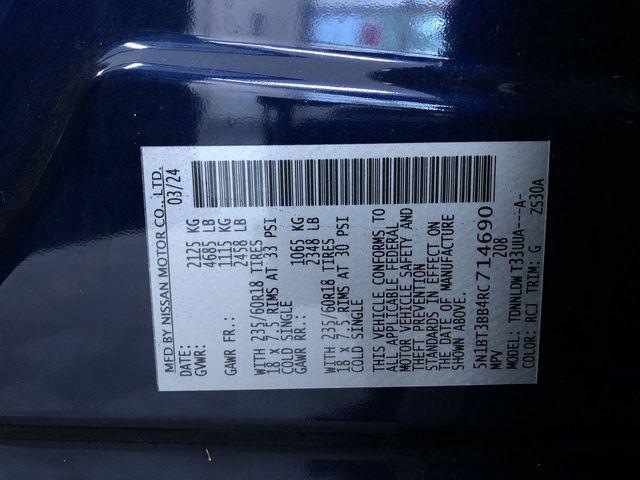 MFD BY NISSAN MOTOR CO., LTD.
DATE: 03/24
GVWR: 2125 KG
4685 LB
GAWR FR.: 1115 KG
2458 LB
WITH 235/60R18 TIRES
18 x 7.5 RIMS AT 33 PSI
COLD SINGLE
GAWR RR.: 1065 KG
2348 LB
WITH 235/60R18 TIRES
18 x 7.5 RIMS AT 30 PSI
COLD SINGLE
THIS VEHICLE CONFORMS TO
ALL APPLICABLE FEDERAL
MOTOR VEHICLE SAFETY AND
THEFT PREVENTION
STANDARDS IN EFFECT ON
THE DATE OF MANUFACTURE
SHOWN ABOVE
5N1BT3BB4RC714690
MPV 208
MODEL: TDNNLDW T33UUA---A-
COLOR: RCJ TRIM: G ZS30A